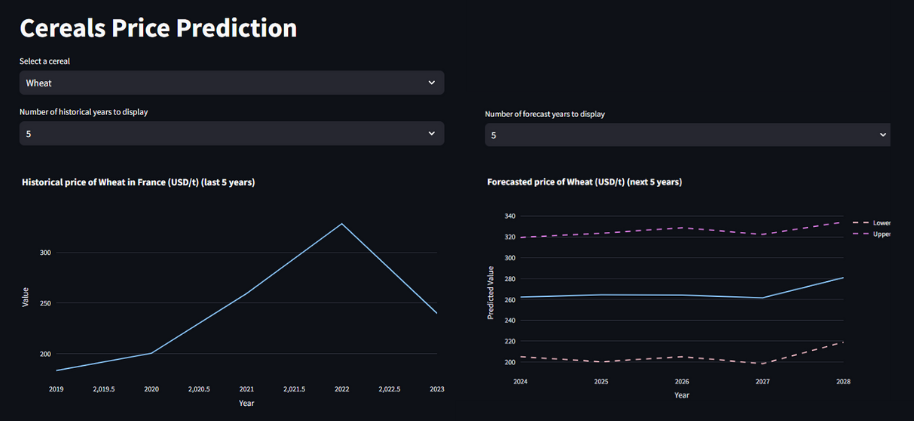 Cereals Price Prediction
Select a cereal
Wheat
Number of historical years to display
5
Number of forecast years to display
5
Historical price of Wheat in France (USD/t) (last 5 years)
300
250
200
Value
2019
2,019.5
2020
2,020.5
2021
2,021.5
2022
2,022.5
2023
Year
Forecasted price of Wheat (USD/t) (next 5 years)
340
320
300
280
260
240
220
200
Predicted Value
2024
2025
2026
2027
2028
Year
Lower
Upper